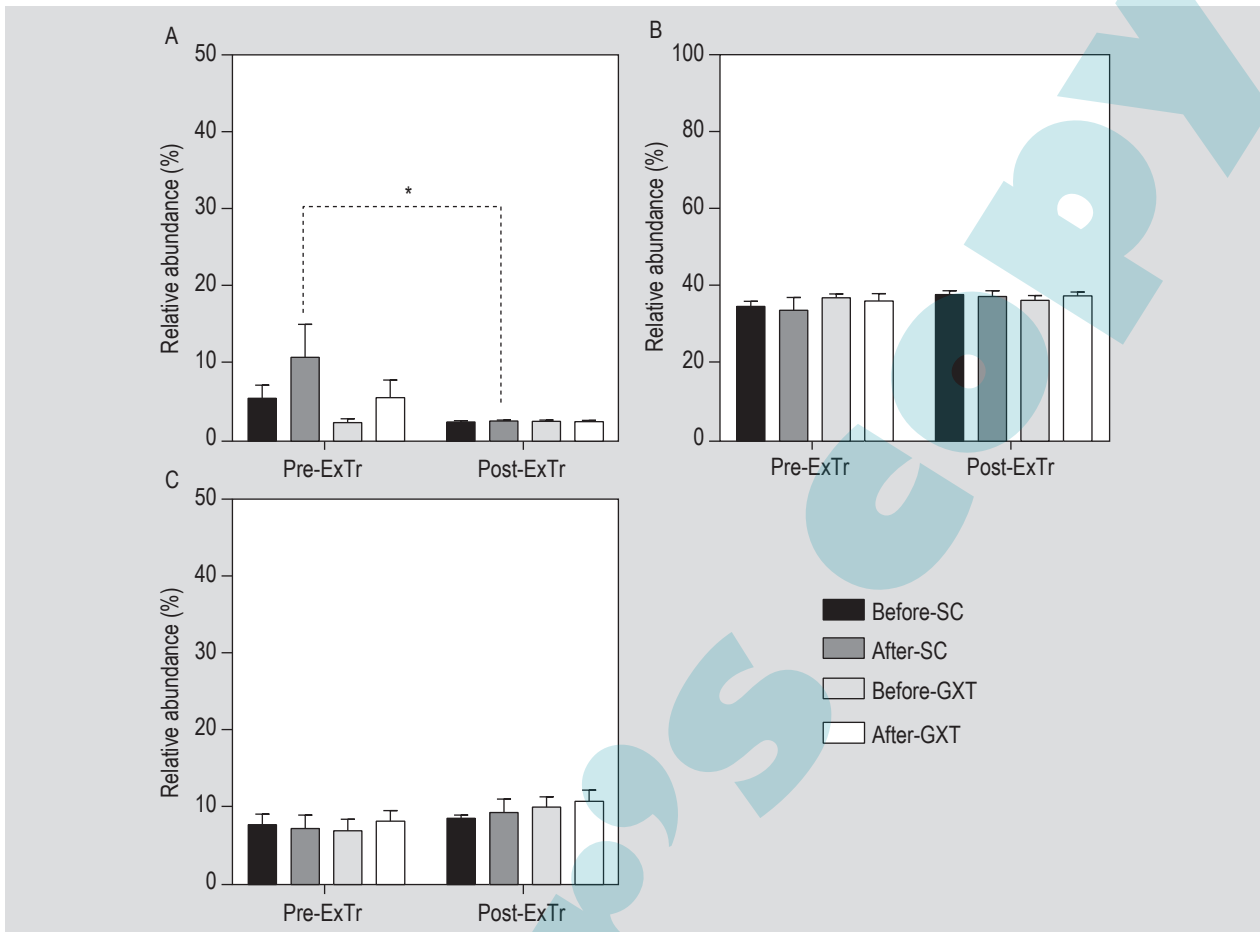 A
Relative abundance (%)
50
40
30
20
10
0
*
Pre-ExTr
Post-ExTr
B
Relative abundance (%)
100
80
60
40
20
0
Pre-ExTr
Post-ExTr
C
Relative abundance (%)
50
40
30
20
10
0
Pre-ExTr
Post-ExTr
Before-SC
After-SC
Before-GXT
After-GXT
r's copy